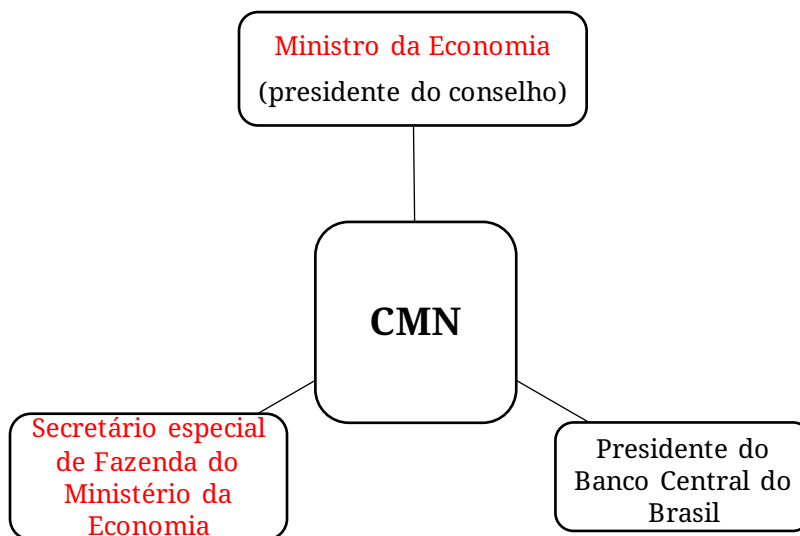 Ministro da Economia
(presidente do conselho)
CMN
Secretário especial
de Fazenda do
Ministério da
Economia
Presidente do
Banco Central do
Brasil